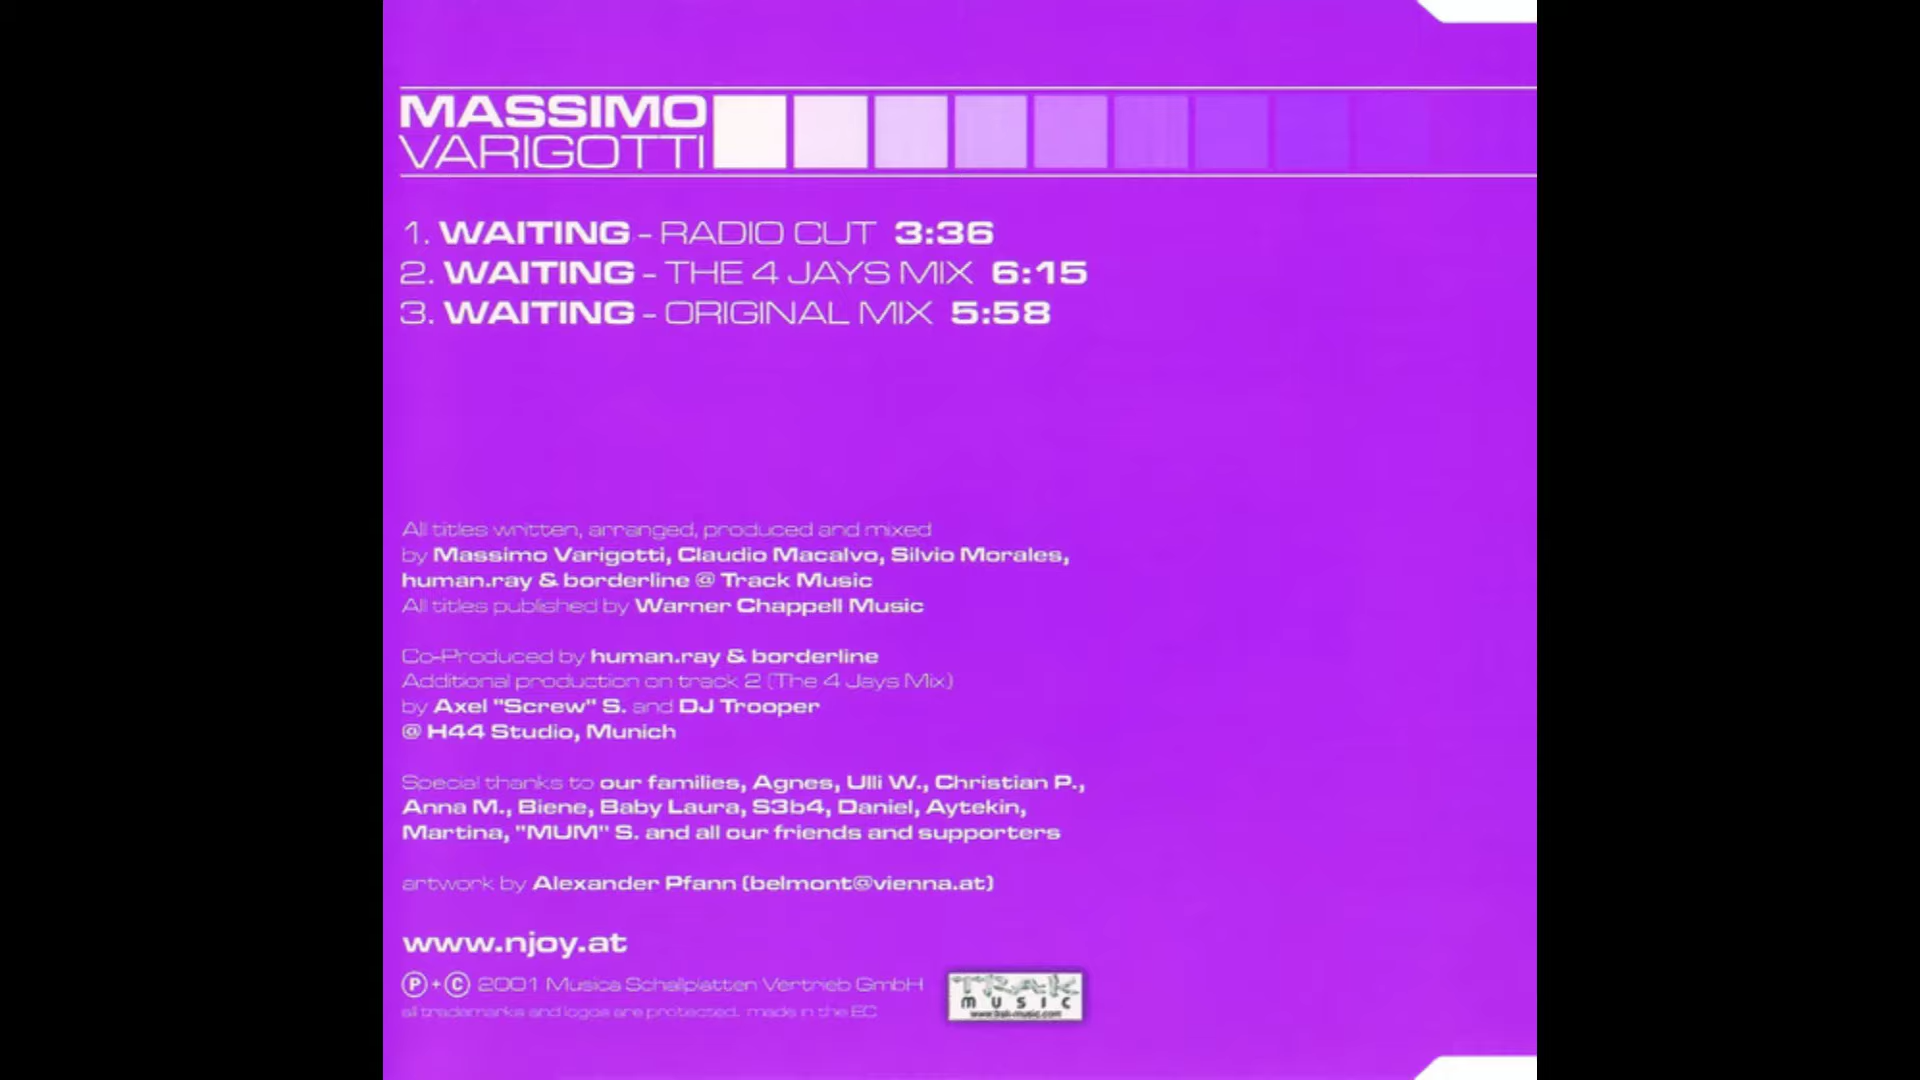 MASSIMO
VARIGOTTI
1. WAITING - RADIO CUT 3:36
2. WAITING - THE 4 JAYS MIX 6:15
3. WAITING - ORIGINAL MIX 5:58
All titles written, arranged, produced and mixed
by Massimo Varigotti, Claudio Macalvo, Silvio Morales,
human.ray & borderline @ Track Music
All titles published by Warner Chappell Music
Co-Produced by human.ray & borderline
Additional production on track 2 (The 4 Jays Mix)
by Axel "Screw" S. and DJ Trooper
@ H44 Studio, Munich
Special thanks to our families, Agnes, Ulli W., Christian P.,
Anna M., Biene, Baby Laura, S3b4, Daniel, Aytekin,
Martina, "MUM" S. and all our friends and supporters
artwork by Alexander Pfann (belmont@vienna.at)
www.njoy.at
Ⓟ + © 2001 Musica Schallplatten Vertrieb GmbH
all trademarks and logos are protected. made in the EC
TRAK
MUSIC
www.trak-music.com